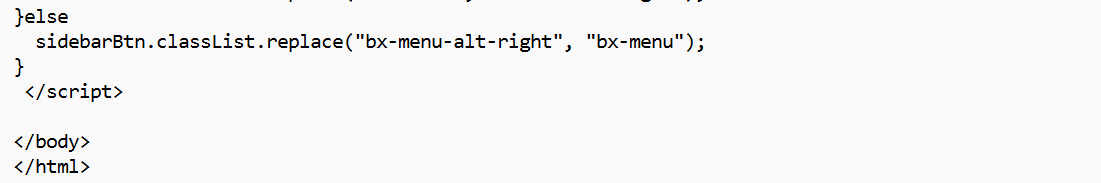 }else
sidebarBtn.classList.replace("bx-menu-alt-right", "bx-menu");
}
</script>
</body>
</html>